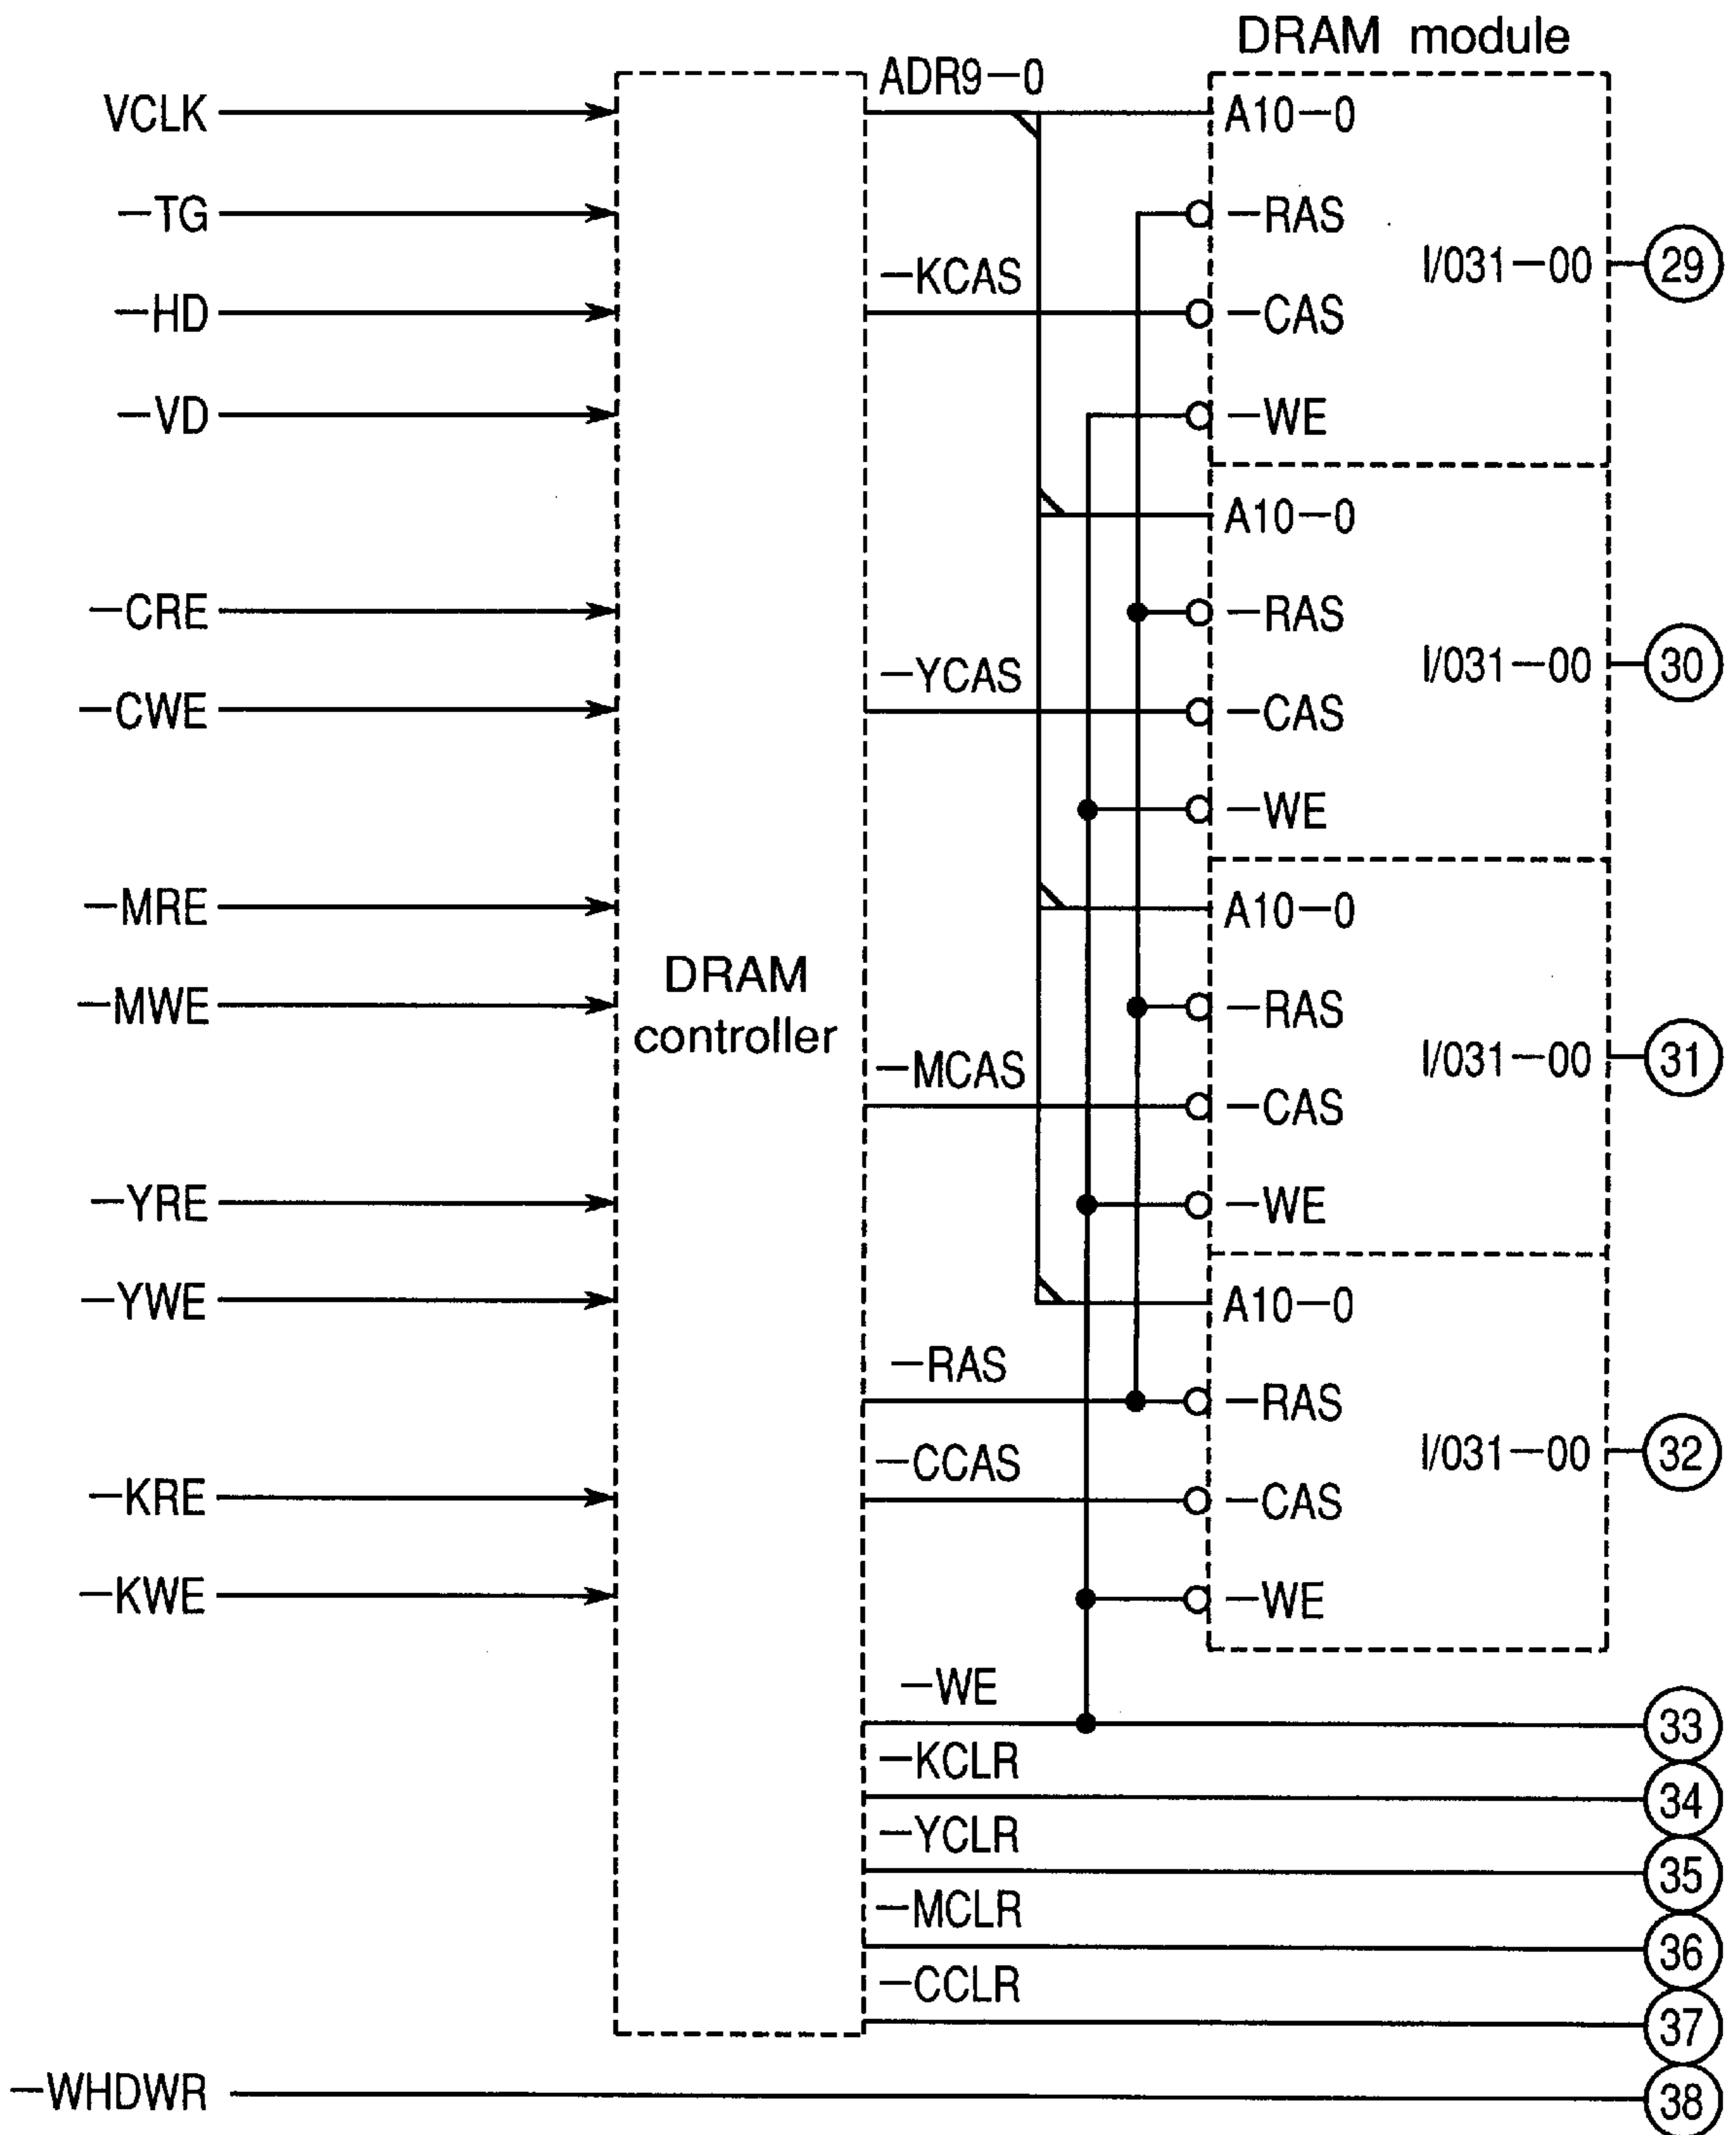 DRAM module
ADR9—0
VCLK
A10—0
—TG
—RAS
—KCAS
I/031—00
29
—HD
—CAS
—VD
—WE
A10—0
—CRE
—RAS
—YCAS
I/031—00
30
—CWE
—CAS
—WE
—MRE
A10—0
DRAM
controller
—MWE
—RAS
—MCAS
I/031—00
31
—CAS
—YRE
—WE
—YWE
A10—0
—RAS
—RAS
—CCAS
I/031—00
32
—KRE
—CAS
—KWE
—WE
—WE
33
—KCLR
34
—YCLR
35
—MCLR
36
—CCLR
37
—WHDWR
38